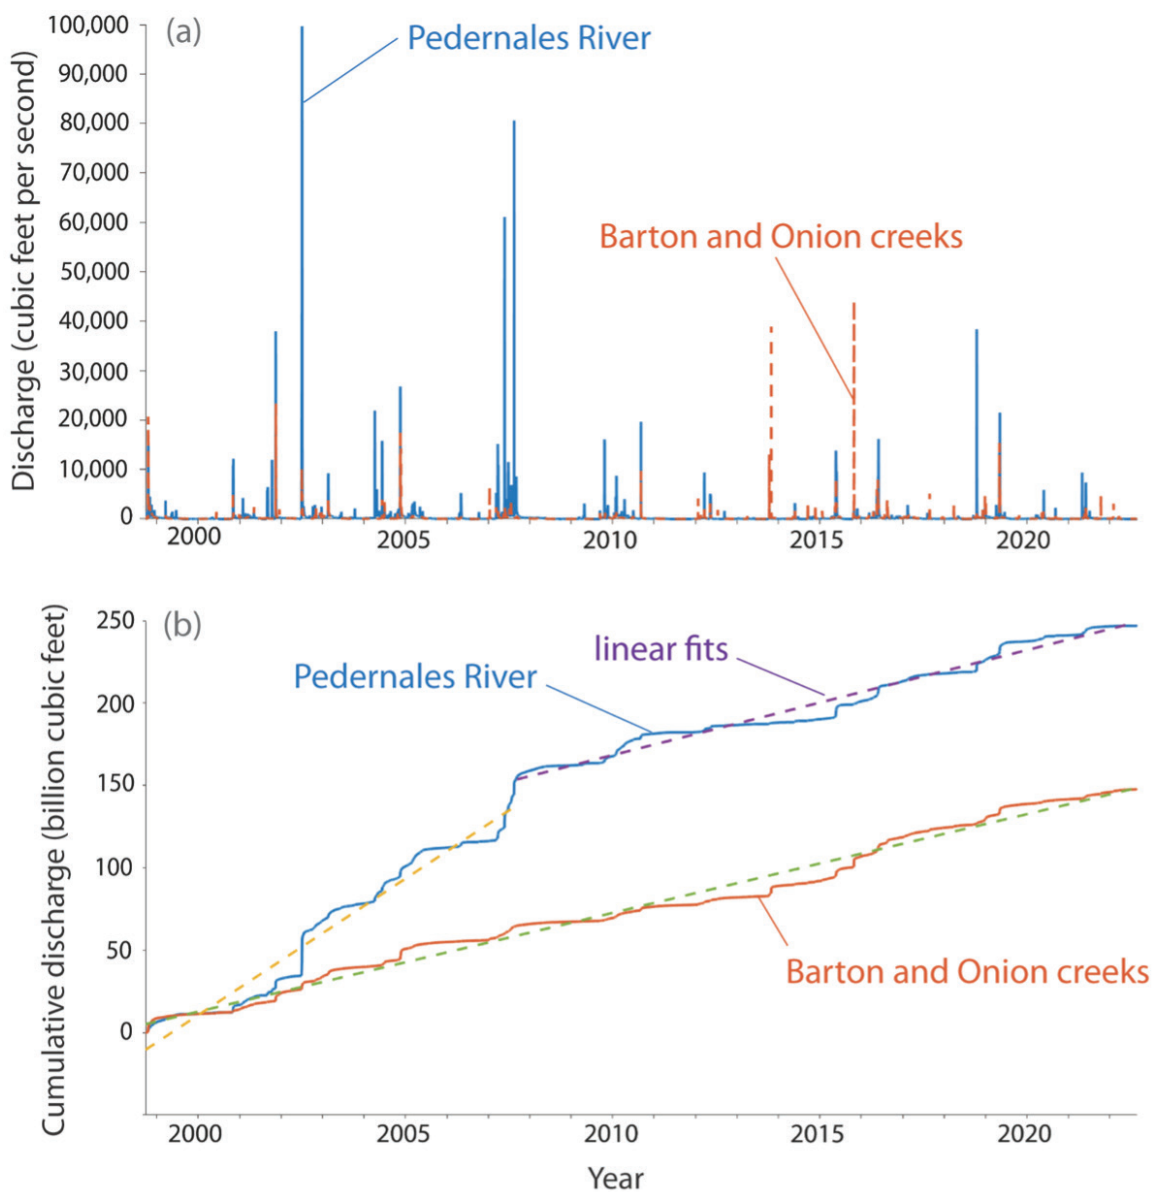 (a)
Pedernales River
Barton and Onion creeks
Discharge (cubic feet per second)
100,000
90,000
80,000
70,000
60,000
50,000
40,000
30,000
20,000
10,000
0
2000 2005 2010 2015 2020
(b)
linear fits
Pedernales River
Barton and Onion creeks
Cumulative discharge (billion cubic feet)
250
200
150
100
50
0
2000 2005 2010 2015 2020
Year